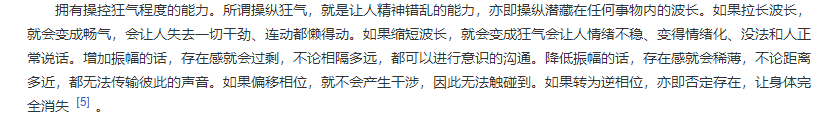 拥有操控狂气程度的能力。所谓操纵狂气，就是让人精神错乱的能力，亦即操纵潜藏在任何事物内的波长。如果拉长波长，
就会变成畅气，会让人失去一切干劲、连动都懒得动。如果缩短波长，就会变成狂气会让人情绪不稳、变得情绪化、没法和人正
常说话。增加振幅的话，存在感就会过剩，不论相隔多远，都可以进行意识的沟通。降低振幅的话，存在感就会稀薄，不论距离
多近，都无法传输彼此的声音。如果偏移相位，就不会产生干涉，因此无法触碰到。如果转为逆相位，亦即否定存在，让身体完
全消失 [5] 。